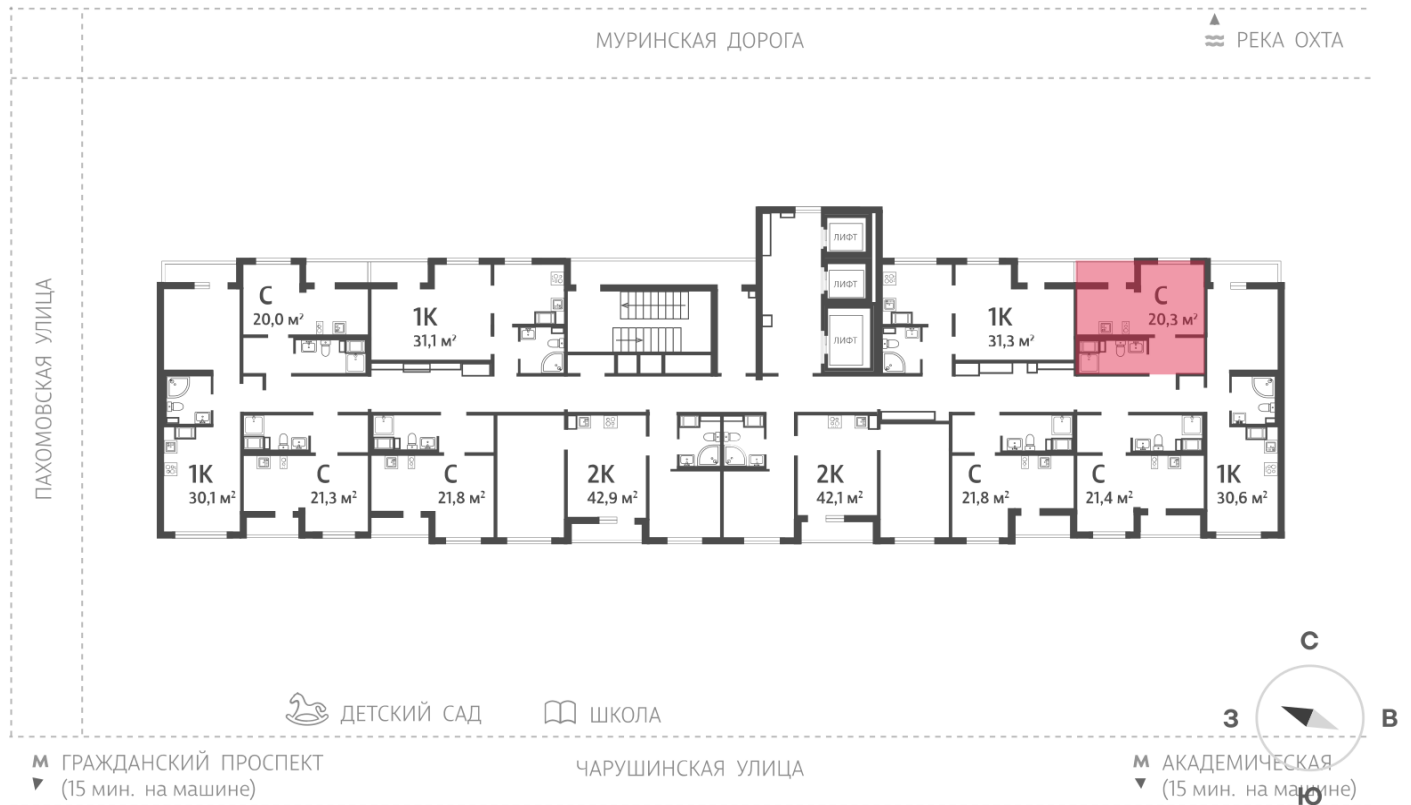 МУРИНСКАЯ ДОРОГА
РЕКА ОХТА
ПАХОМОВСКАЯ УЛИЦА
ЛИФТ
ЛИФТ
ЛИФТ
С
20,0 м²
1К
31,1 м²
1К
31,3 м²
С
20,3 м²
1К
30,1 м²
С
21,3 м²
С
21,8 м²
2К
42,9 м²
2К
42,1 м²
С
21,8 м²
С
21,4 м²
1К
30,6 м²
ДЕТСКИЙ САД
ШКОЛА
С
З
В
Ю
М ГРАЖДАНСКИЙ ПРОСПЕКТ
(15 мин. на машине)
ЧАРУШИНСКАЯ УЛИЦА
М АКАДЕМИЧЕСКАЯ
(15 мин. на машине)